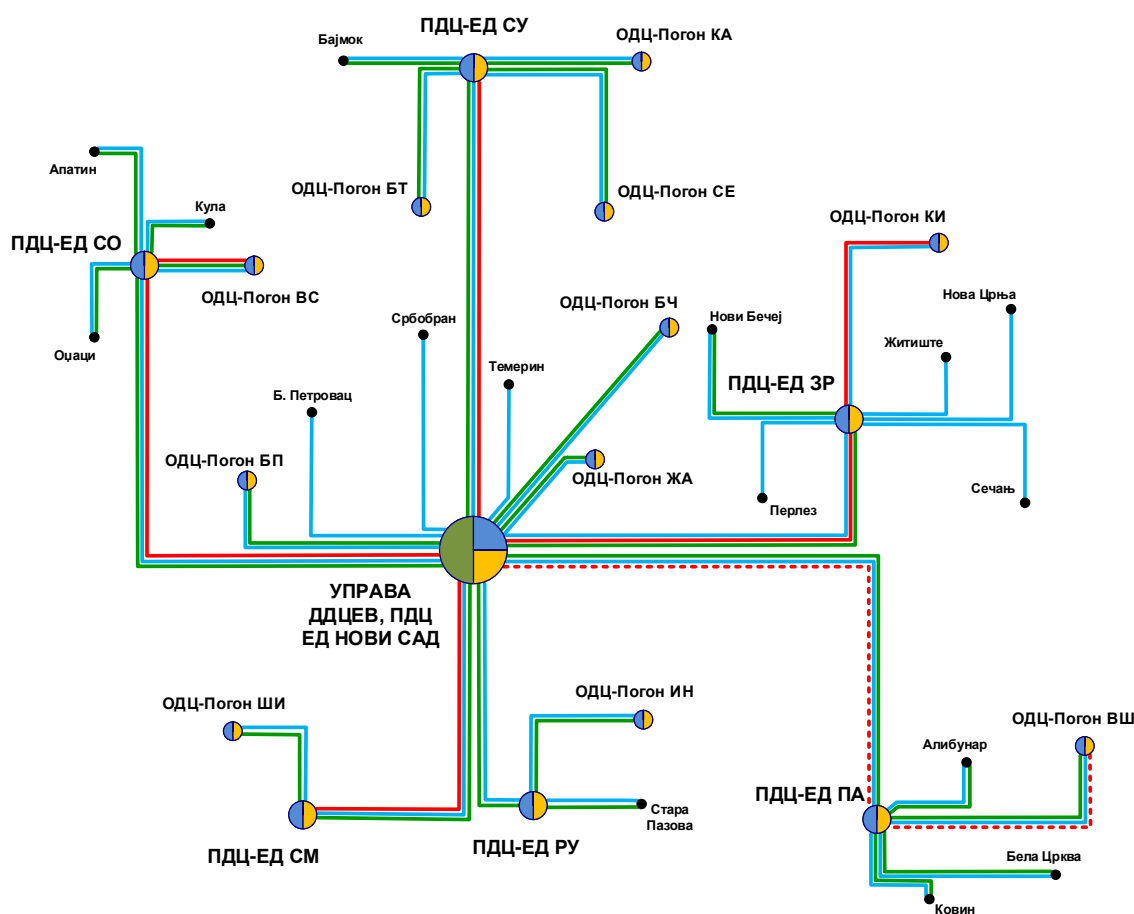 ПДЦ-ЕД СУ
Бајмок
ОДЦ-Погон КА
Апатин
ОДЦ-Погон БТ
ОДЦ-Погон СЕ
Кула
ПДЦ-ЕД СО
ОДЦ-Погон КИ
ОДЦ-Погон ВС
ОДЦ-Погон БЧ
Нова Црња
Србобран
Нови Бечеј
Житиште
Оџаци
Темерин
ПДЦ-ЕД ЗР
Б. Петровац
ОДЦ-Погон БП
ОДЦ-Погон ЖА
Сечањ
Перлез
УПРАВА
ДДЦЕВ, ПДЦ
ЕД НОВИ САД
ОДЦ-Погон ШИ
ОДЦ-Погон ИН
ОДЦ-Погон ВШ
Алибунар
ПДЦ-ЕД ПА
Стара
Пазова
ПДЦ-ЕД СМ
ПДЦ-ЕД РУ
Бела Црква
Ковин